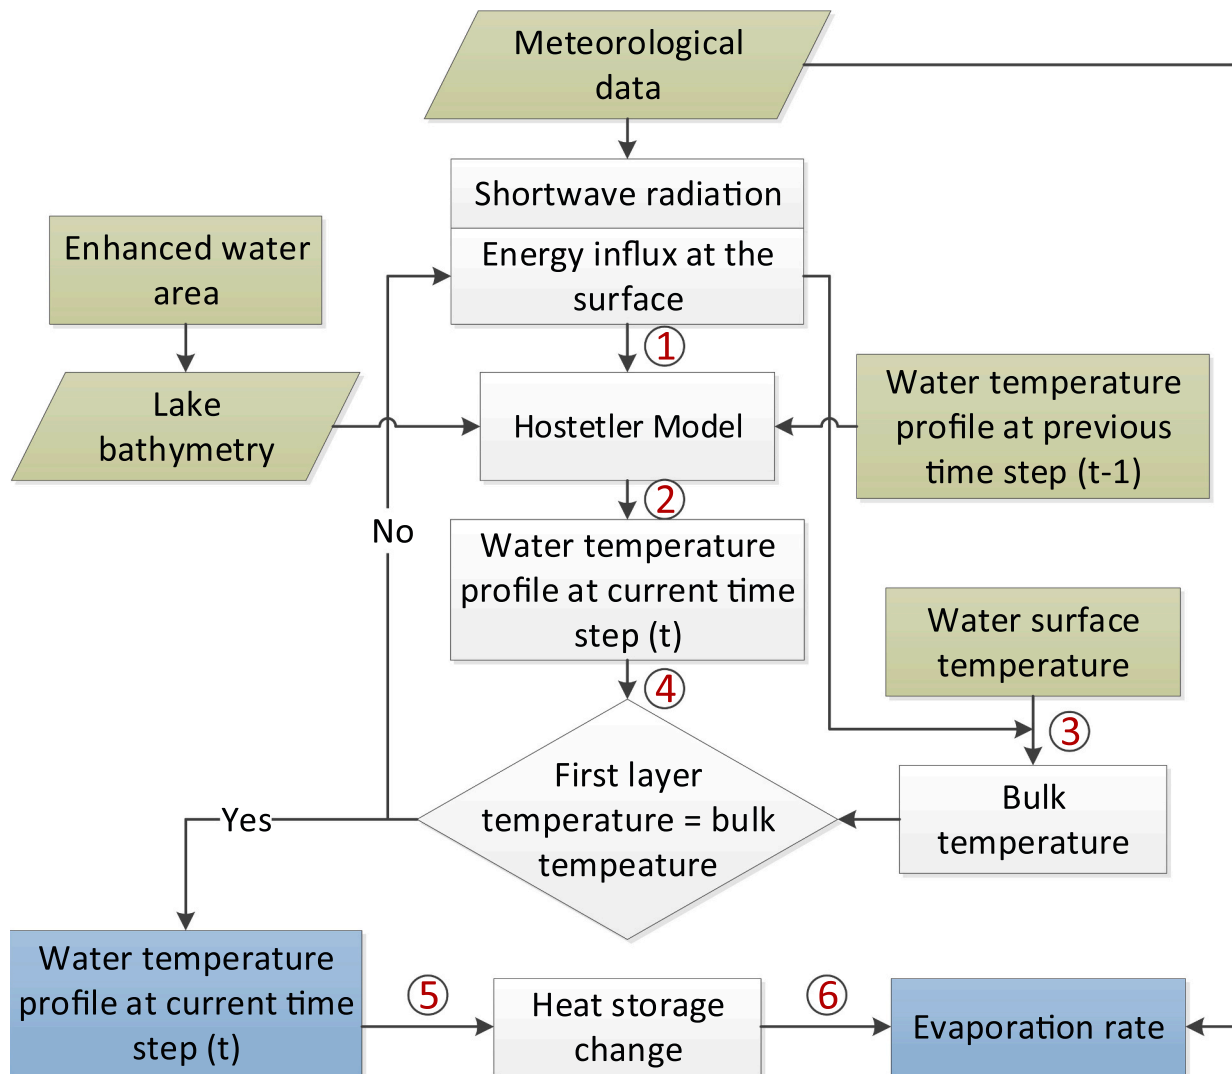 Meteorological
data
Shortwave radiation
Energy influx at the
surface
Enhanced water
area
1
Lake
bathymetry
Hostetler Model
Water temperature
profile at previous
time step (t-1)
2
No
Water temperature
profile at current time
step (t)
Water surface
temperature
4
3
First layer
temperature = bulk
tempeature
Bulk
temperature
Yes
Water temperature
profile at current time
step (t)
5
Heat storage
change
6
Evaporation rate